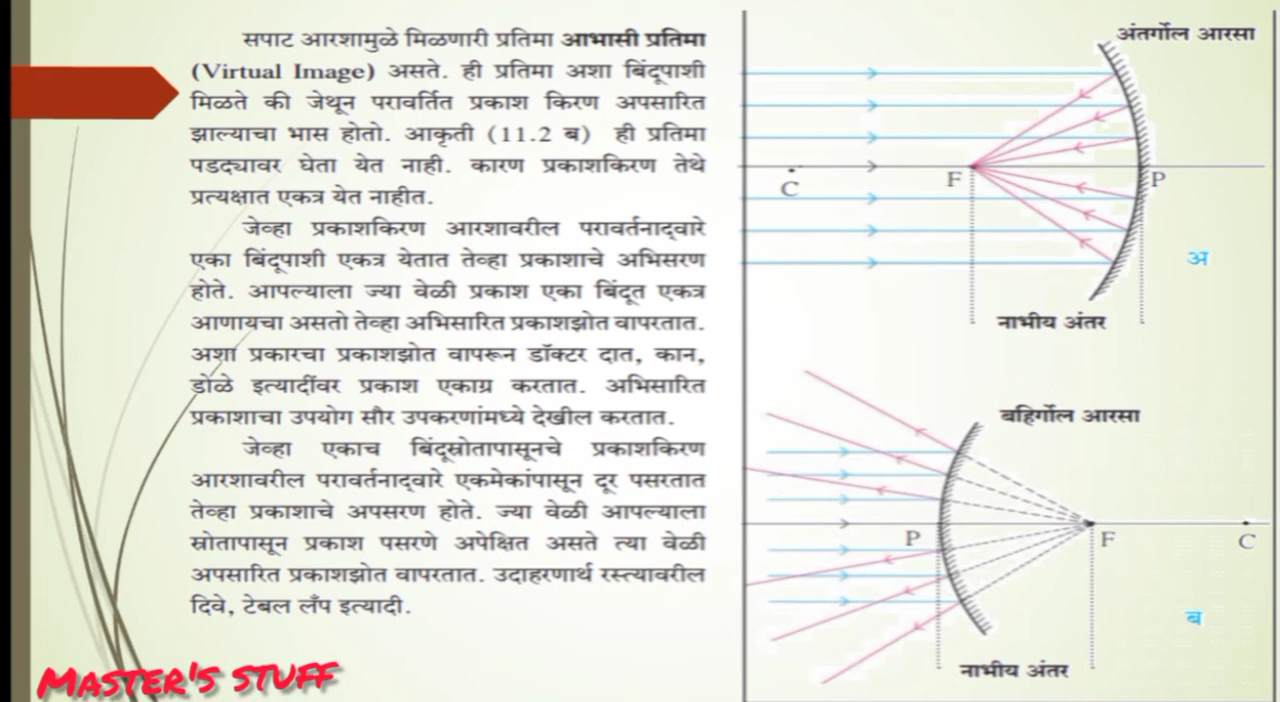 सपाट आरशामुळे मिळणारी प्रतिमा आभासी प्रतिमा
(Virtual Image) असते. ही प्रतिमा अशा बिंदूपाशी
मिळते की जेथून परावर्तित प्रकाश किरण अपसारित
झाल्याचा भास होतो. आकृती (11.2 ब) ही प्रतिमा
पडद्यावर घेता येत नाही. कारण प्रकाशकिरण तेथे
प्रत्यक्षात एकत्र येत नाहीत.
जेव्हा प्रकाशकिरण आरशावरील परावर्तनाद्वारे
एका बिंदूपाशी एकत्र येतात तेव्हा प्रकाशाचे अभिसरण
होते. आपल्याला ज्या वेळी प्रकाश एका बिंदूत एकत्र
आणायचा असतो तेव्हा अभिसारित प्रकाशझोत वापरतात.
अशा प्रकारचा प्रकाशझोत वापरून डॉक्टर दात, कान,
डोळे इत्यादींवर प्रकाश एकाग्र करतात. अभिसारित
प्रकाशाचा उपयोग सौर उपकरणांमध्ये देखील करतात.
जेव्हा एकाच बिंदूस्रोतापासूनचे प्रकाशकिरण
आरशावरील परावर्तनाद्वारे एकमेकांपासून दूर पसरतात
तेव्हा प्रकाशाचे अपसरण होते. ज्या वेळी आपल्याला
स्रोतापासून प्रकाश पसरणे अपेक्षित असते त्या वेळी
अपसारित प्रकाशझोत वापरतात. उदाहरणार्थ रस्त्यावरील
दिवे, टेबल लँप इत्यादी.
अंतर्गोल आरसा
C
F
P
अ
नाभीय अंतर
बहिर्गोल आरसा
P
F
C
ब
नाभीय अंतर
MASTER'S STUFF